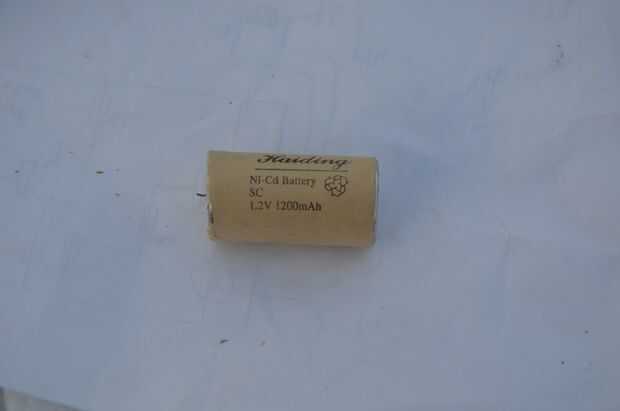 Haiding
Ni-Cd Battery
SC
1.2V 1200mAh